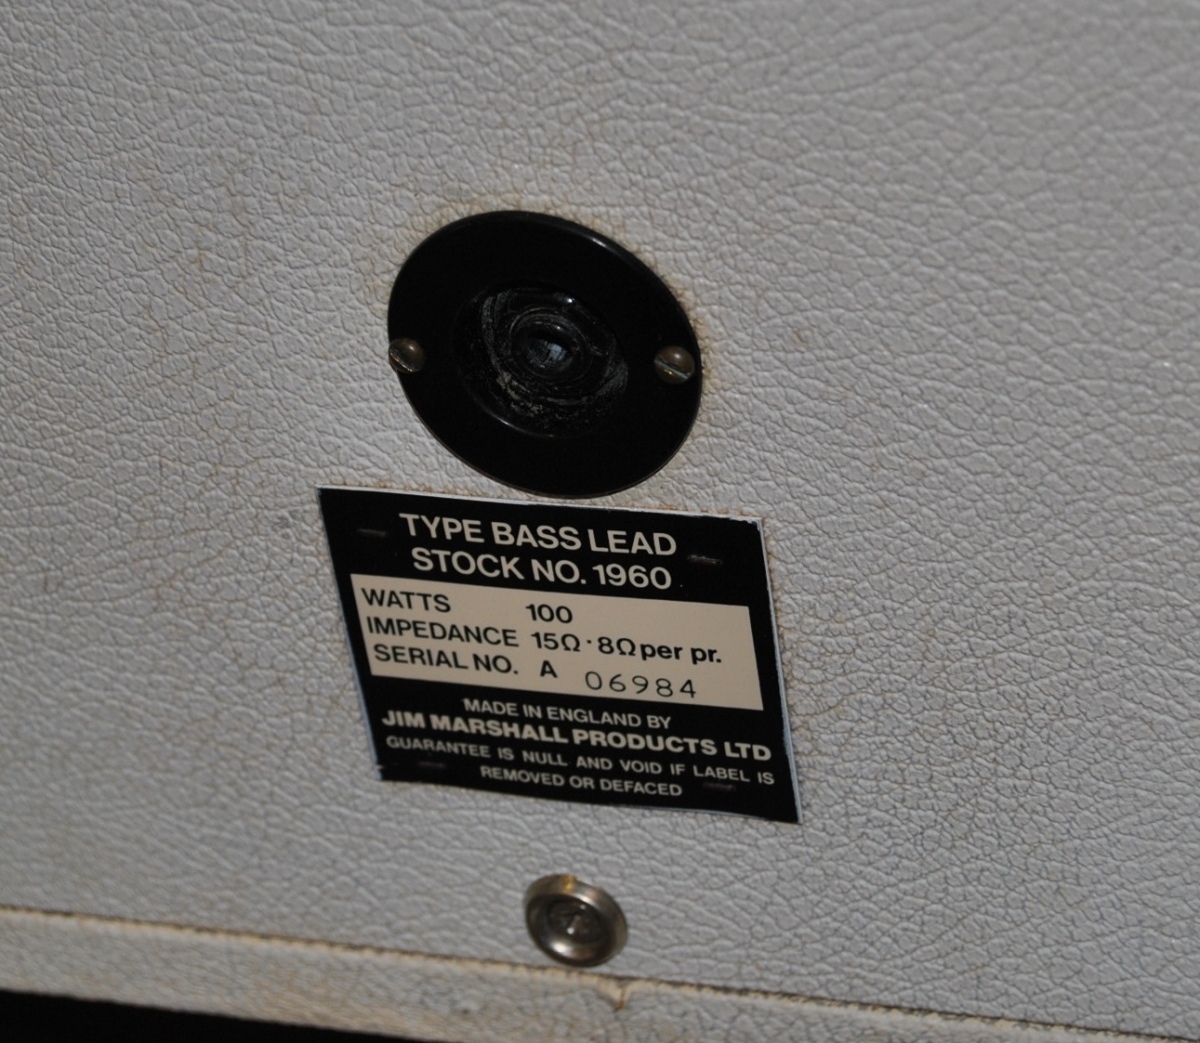 TYPE BASS LEAD
STOCK NO. 1960
WATTS 100
IMPEDANCE 15Ω·8Ω per pr.
SERIAL NO. A 06984
MADE IN ENGLAND BY
JIM MARSHALL PRODUCTS LTD
GUARANTEE IS NULL AND VOID IF LABEL IS
REMOVED OR DEFACED